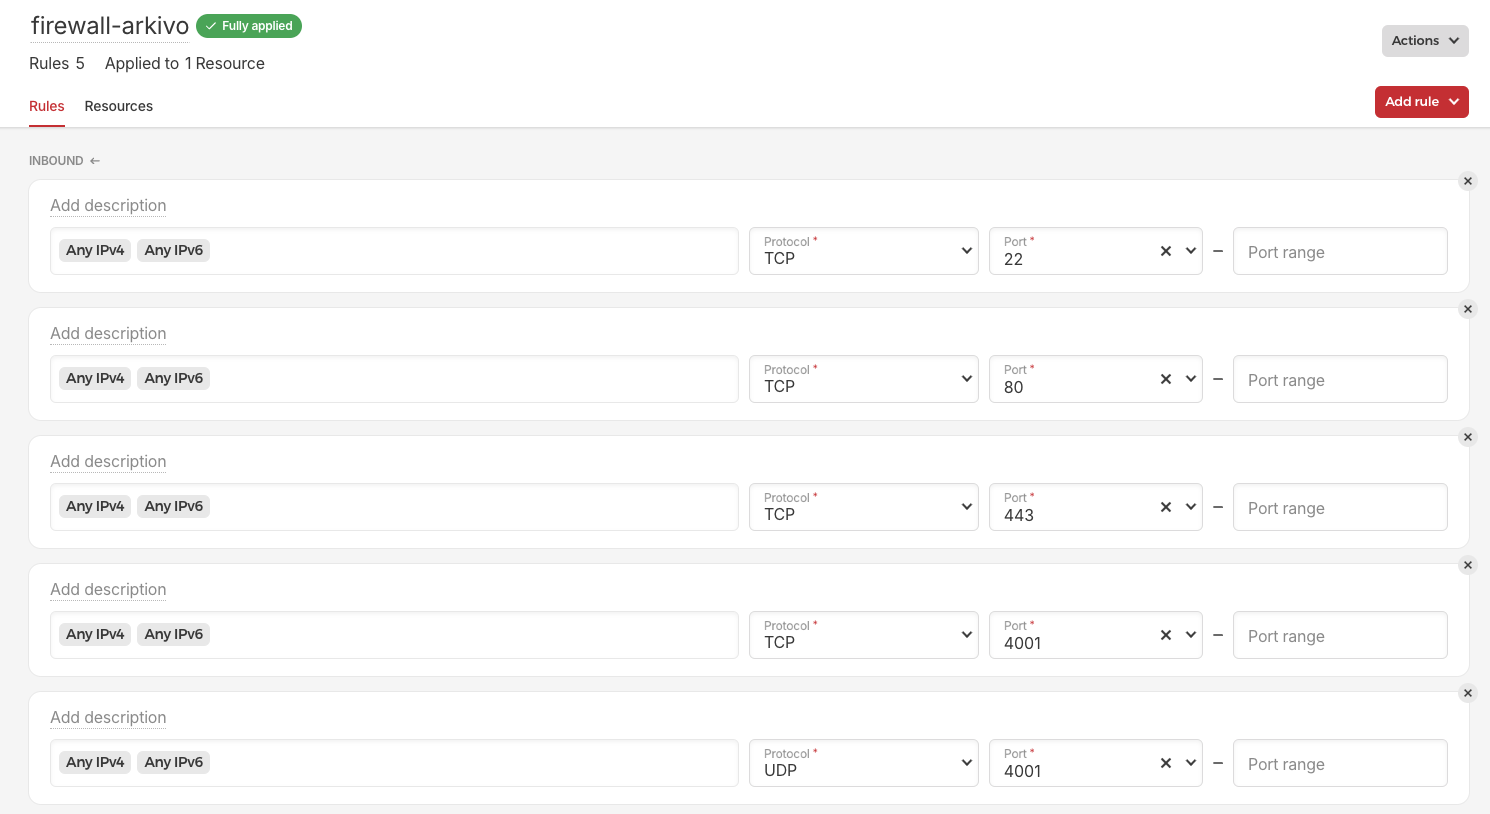 firewall-arkivo Fully applied
Actions
Rules 5 Applied to 1 Resource
Rules Resources
Add rule
INBOUND ←
Add description
Any IPv4 Any IPv6 Protocol * TCP Port * 22 – Port range
Add description
Any IPv4 Any IPv6 Protocol * TCP Port * 80 – Port range
Add description
Any IPv4 Any IPv6 Protocol * TCP Port * 443 – Port range
Add description
Any IPv4 Any IPv6 Protocol * TCP Port * 4001 – Port range
Add description
Any IPv4 Any IPv6 Protocol * UDP Port * 4001 – Port range